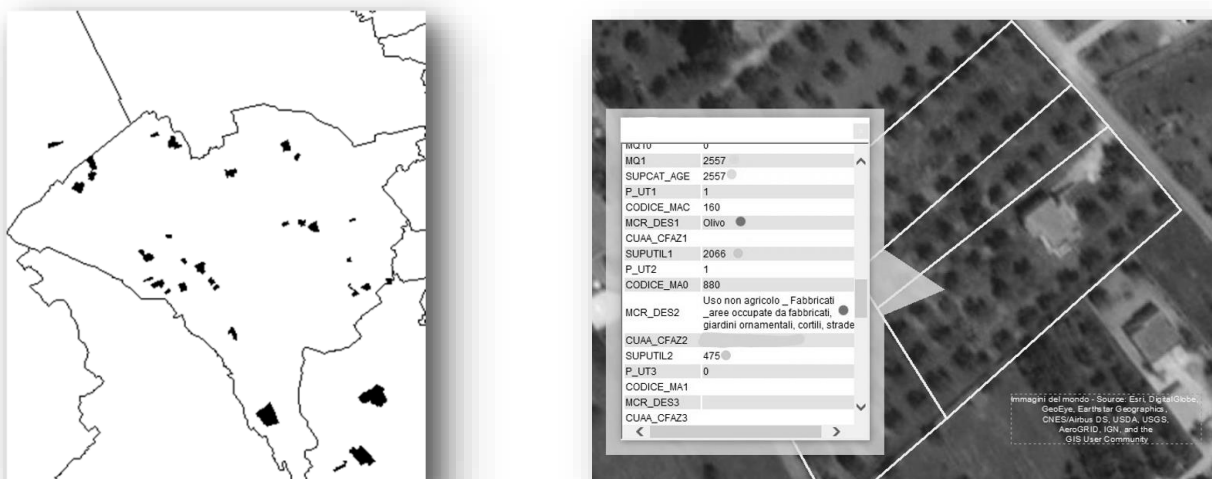 MQ10 0
MQ1 2557
SUPCAT_AGE 2557
P_UT1 1
CODICE_MAC 160
MCR_DES1 Olivo
CUAA_CFAZ1
SUPUTIL1 2066
P_UT2 1
CODICE_MA0 880
MCR_DES2 Uso non agricolo _ Fabbricati
_aree occupate da fabbricati,
giardini ornamentali, cortili, strade
CUAA_CFAZ2
SUPUTIL2 475
P_UT3 0
CODICE_MA1
MCR_DES3
CUAA_CFAZ3
Immagini del mondo - Source: Esri, DigitalGlobe,
GeoEye, Earthstar Geographics,
CNES/Airbus DS, USDA, USGS,
AeroGRID, IGN, and the
GIS User Community